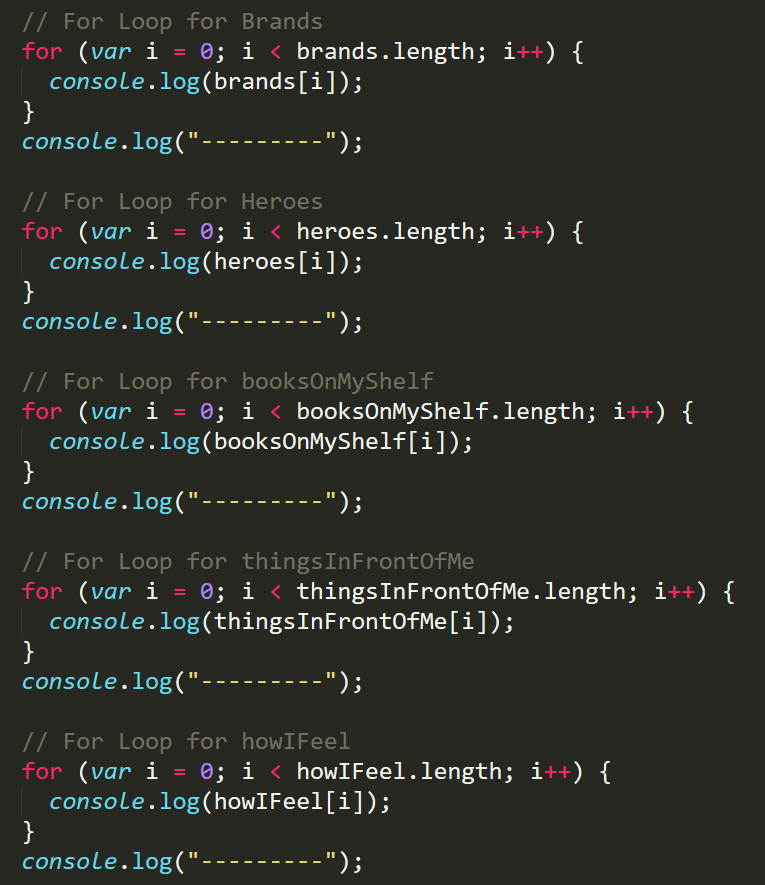 // For Loop for Brands
for (var i = 0; i < brands.length; i++) {
  console.log(brands[i]);
}
console.log("---------");

// For Loop for Heroes
for (var i = 0; i < heroes.length; i++) {
  console.log(heroes[i]);
}
console.log("---------");

// For Loop for booksOnMyShelf
for (var i = 0; i < booksOnMyShelf.length; i++) {
  console.log(booksOnMyShelf[i]);
}
console.log("---------");

// For Loop for thingsInFrontOfMe
for (var i = 0; i < thingsInFrontOfMe.length; i++) {
  console.log(thingsInFrontOfMe[i]);
}
console.log("---------");

// For Loop for howIFeel
for (var i = 0; i < howIFeel.length; i++) {
  console.log(howIFeel[i]);
}
console.log("---------");